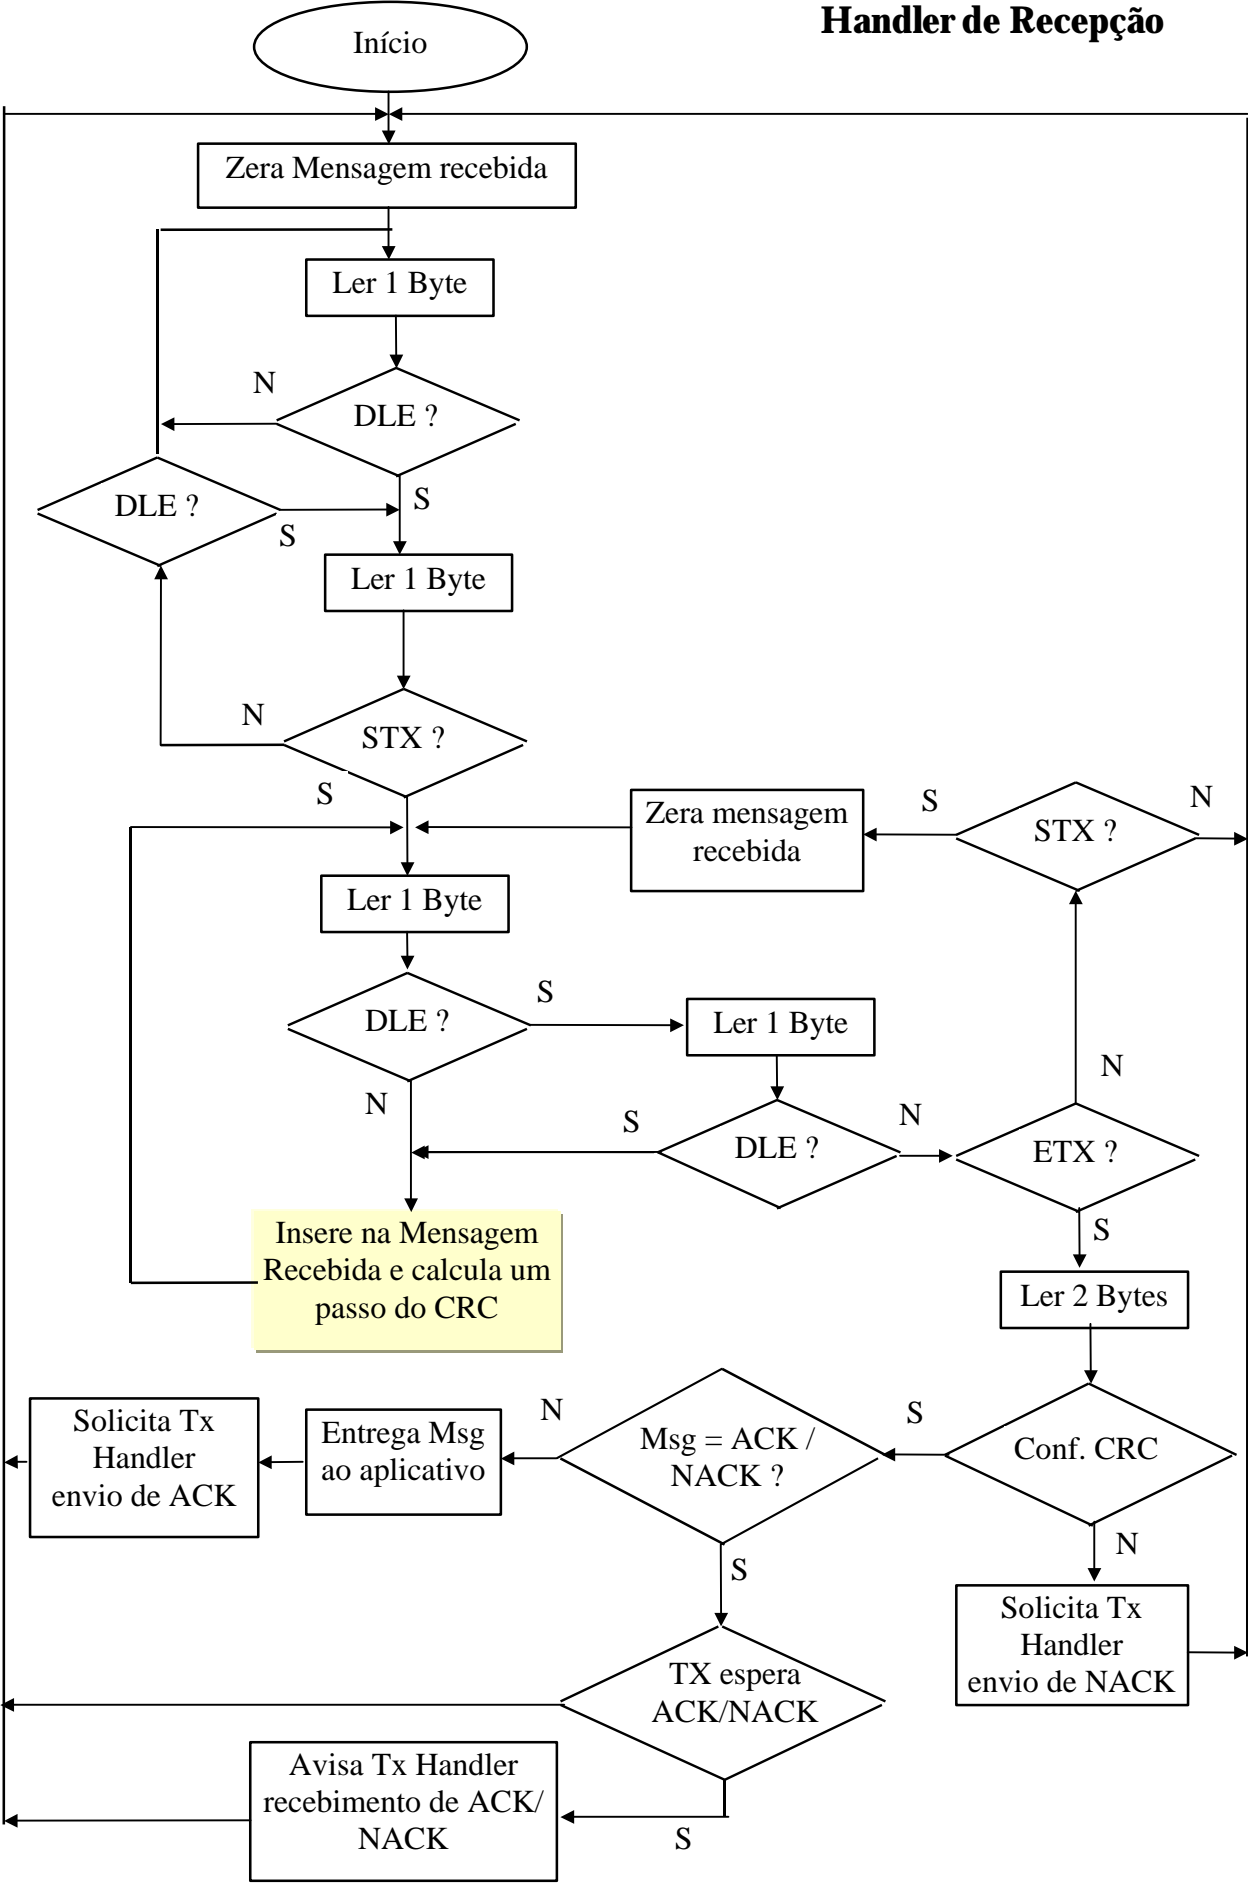 Handler de Recepção
Início
Zera Mensagem recebida
Ler 1 Byte
N
DLE ?
S
DLE ?
S
Ler 1 Byte
N
STX ?
S
Zera mensagem
recebida
S
STX ?
N
Ler 1 Byte
DLE ?
S
Ler 1 Byte
N
N
S
DLE ?
N
ETX ?
S
Insere na Mensagem
Recebida e calcula um
passo do CRC
Ler 2 Bytes
Solicita Tx
Handler
envio de ACK
Entrega Msg
ao aplicativo
N
Msg = ACK /
NACK ?
S
Conf. CRC
N
S
Solicita Tx
Handler
envio de NACK
TX espera
ACK/NACK
Avisa Tx Handler
recebimento de ACK/
NACK
S